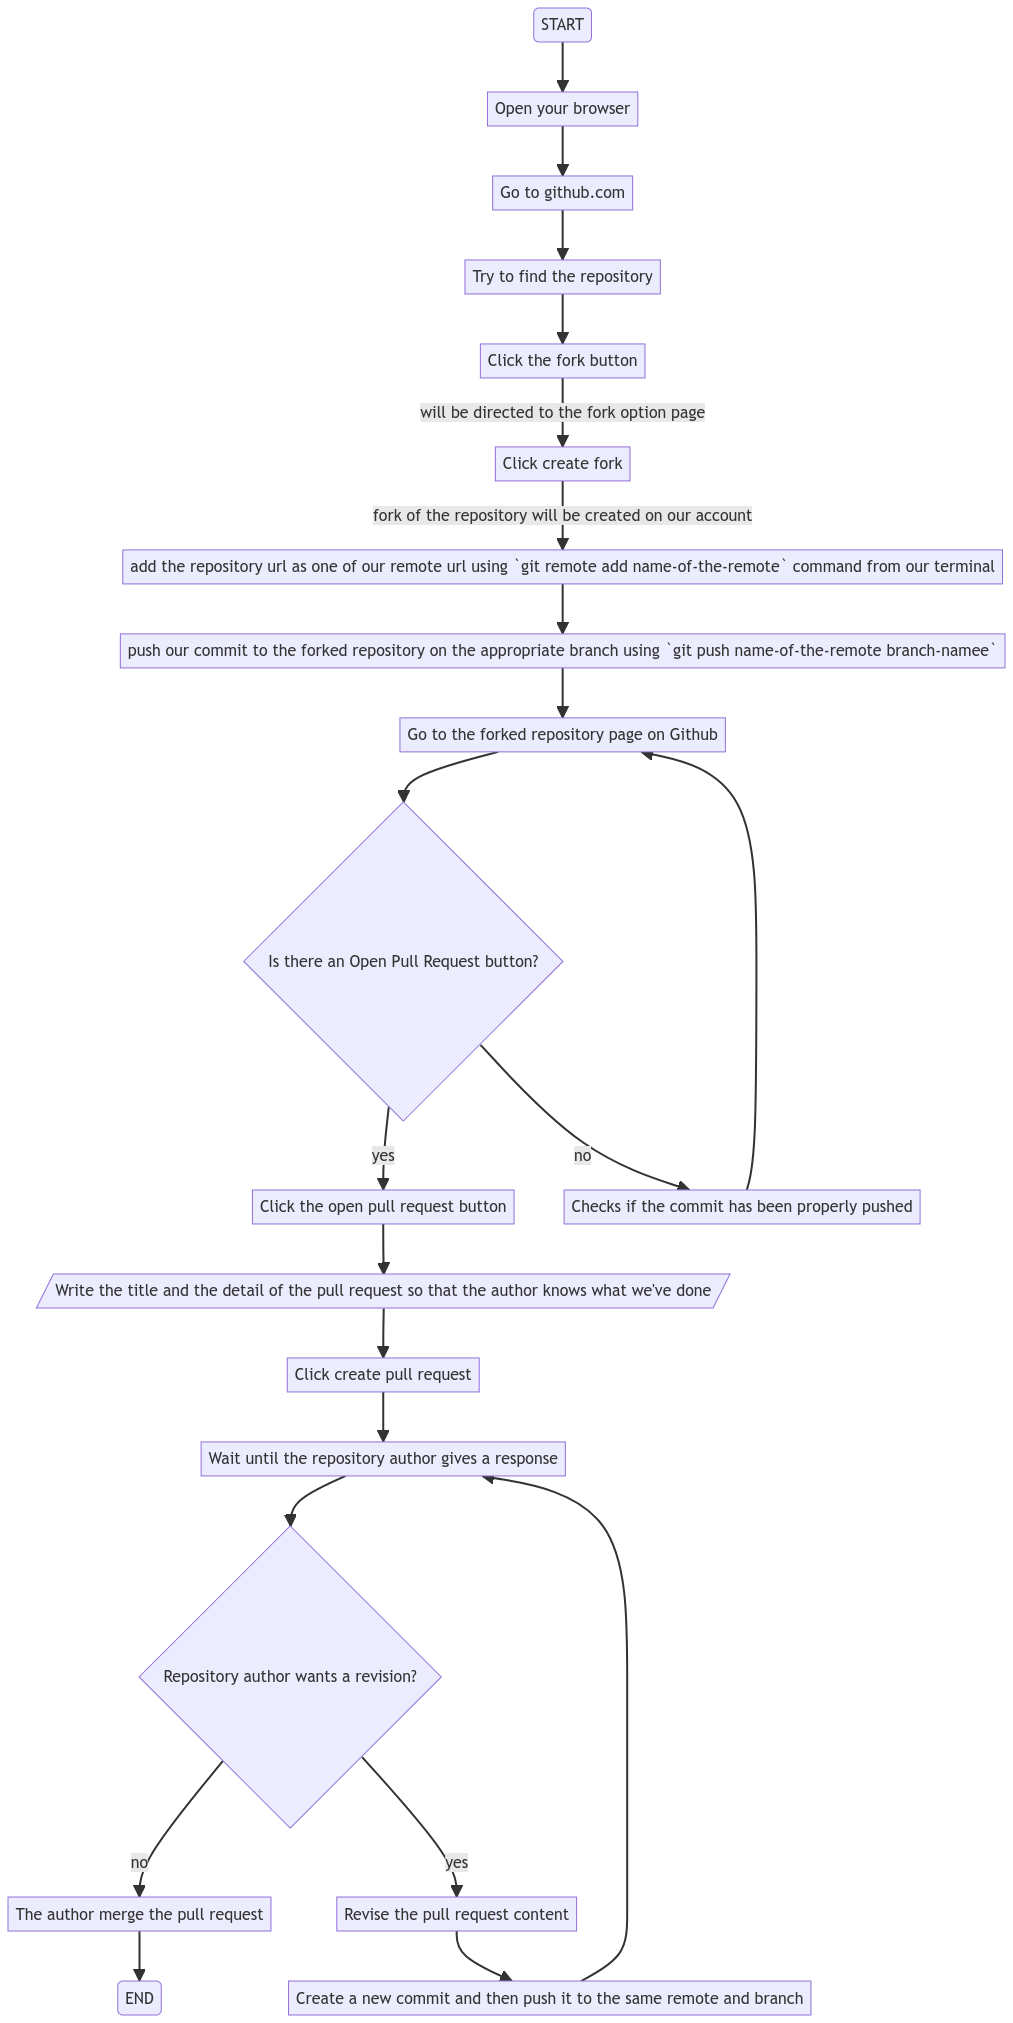 START
Open your browser
Go to github.com
Try to find the repository
Click the fork button
will be directed to the fork option page
Click create fork
fork of the repository will be created on our account
add the repository url as one of our remote url using `git remote add name-of-the-remote` command from our terminal
push our commit to the forked repository on the appropriate branch using `git push name-of-the-remote branch-namee`
Go to the forked repository page on Github
Is there an Open Pull Request button?
yes
no
Click the open pull request button
Checks if the commit has been properly pushed
Write the title and the detail of the pull request so that the author knows what we've done
Click create pull request
Wait until the repository author gives a response
Repository author wants a revision?
no
yes
The author merge the pull request
Revise the pull request content
END
Create a new commit and then push it to the same remote and branch